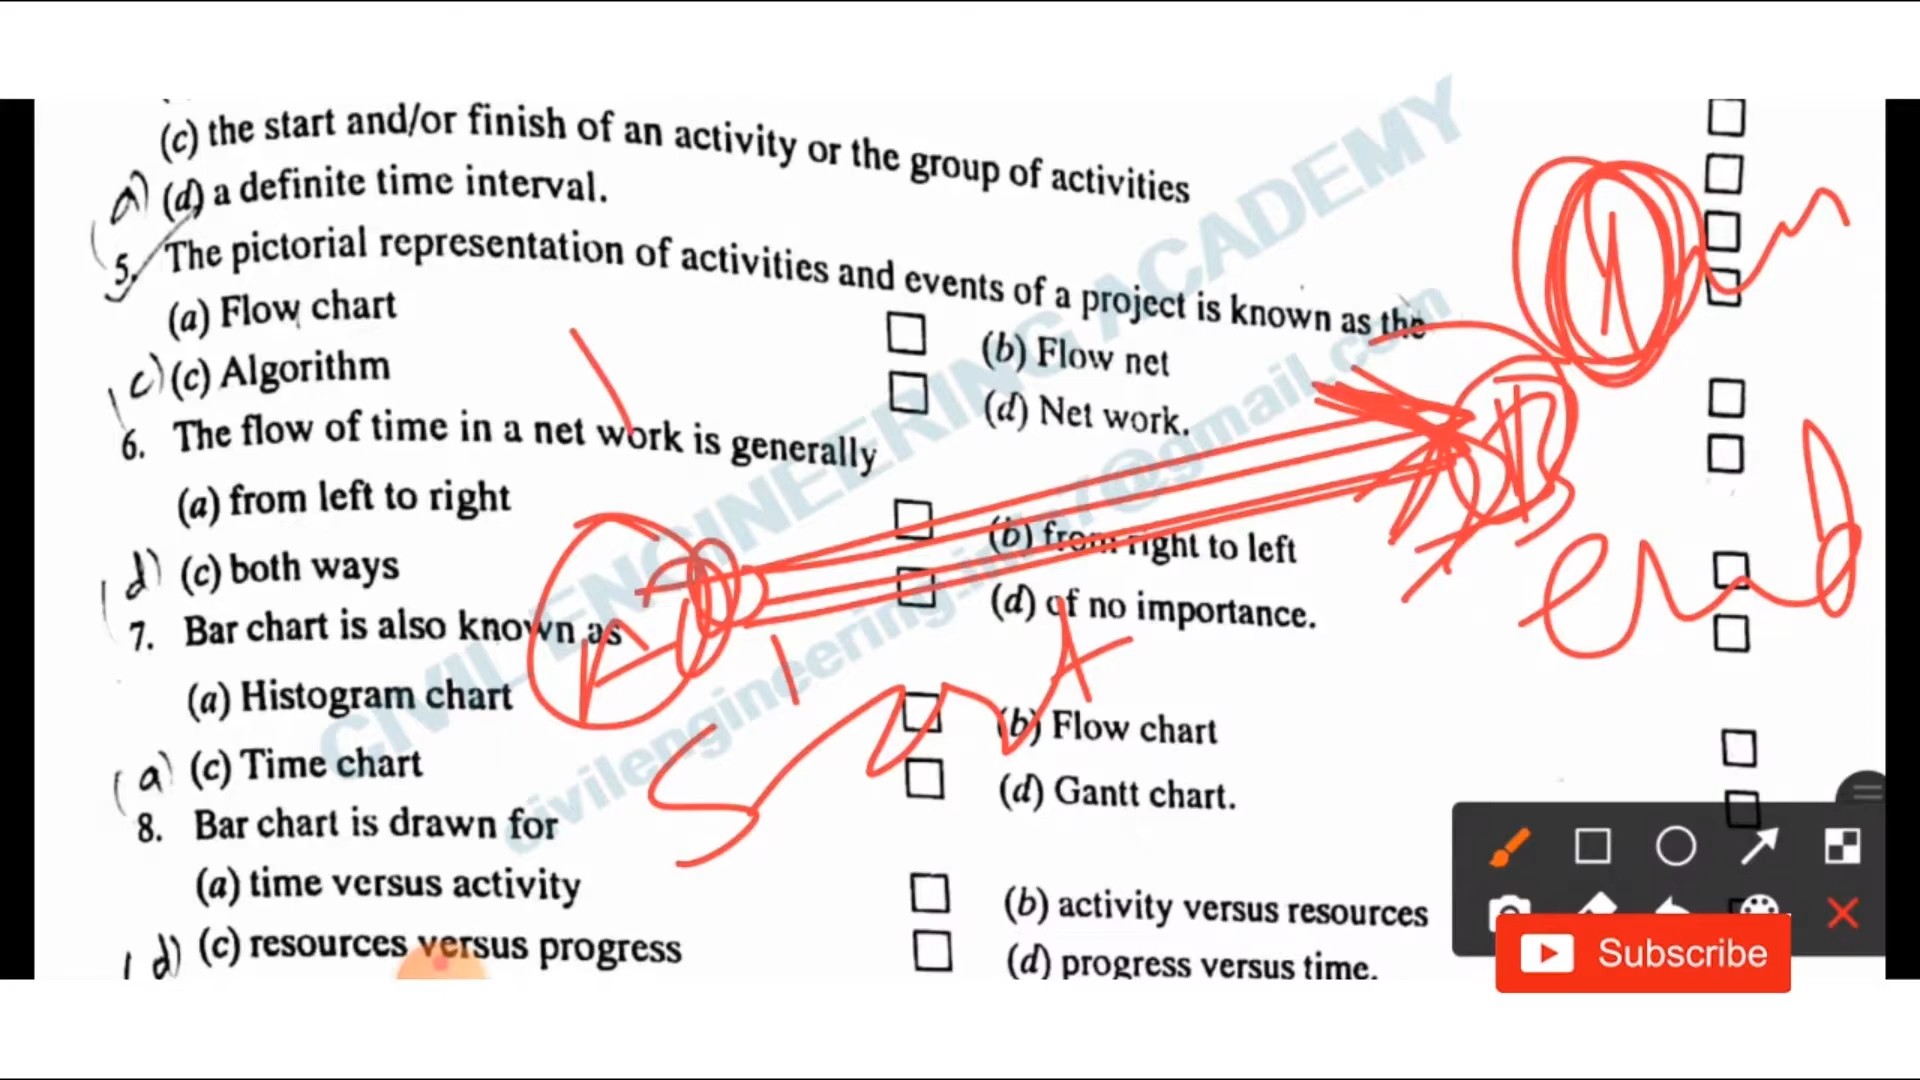 (c) the start and/or finish of an activity or the group of activities
(d) a definite time interval.
a)
5. The pictorial representation of activities and events of a project is known as the
(a) Flow chart
(b) Flow net
c) (c) Algorithm
(d) Net work.
6. The flow of time in a net work is generally
(a) from left to right
(b) from right to left
d) (c) both ways
(d) of no importance.
7. Bar chart is also known as
(a) Histogram chart
(b) Flow chart
(a) (c) Time chart
(d) Gantt chart.
8. Bar chart is drawn for
(a) time versus activity
(b) activity versus resources
(d) (c) resources versus progress
(d) progress versus time.
CIVIL ENGINEERING ACADEMY
A
B
Start
end
Subscribe